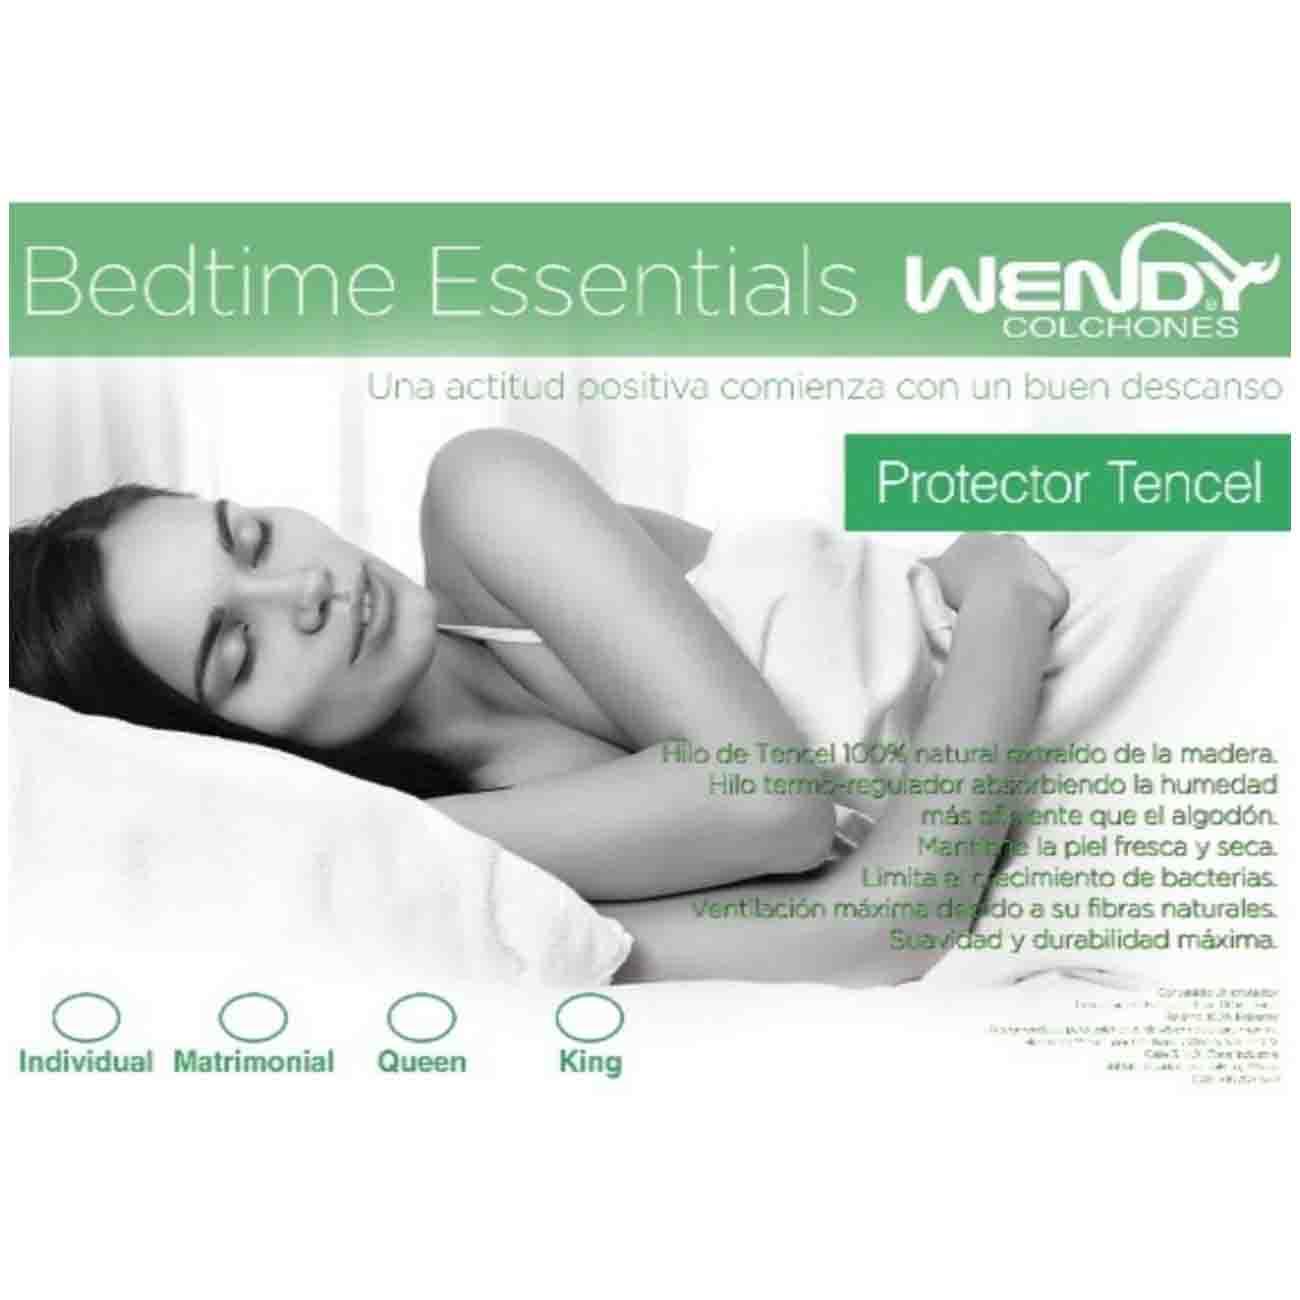 Bedtime Essentials
WENDY
COLCHONES
Una actitud positiva comienza con un buen descanso
Protector Tencel
Hilo de Tencel 100% natural extraído de la madera.
Hilo termo-regulador absorbiendo la humedad
más eficiente que el algodón.
Mantiene la piel fresca y seca.
Limita el crecimiento de bacterias.
Ventilación máxima debido a su fibras naturales.
Suavidad y durabilidad máxima.
Individual Matrimonial Queen King